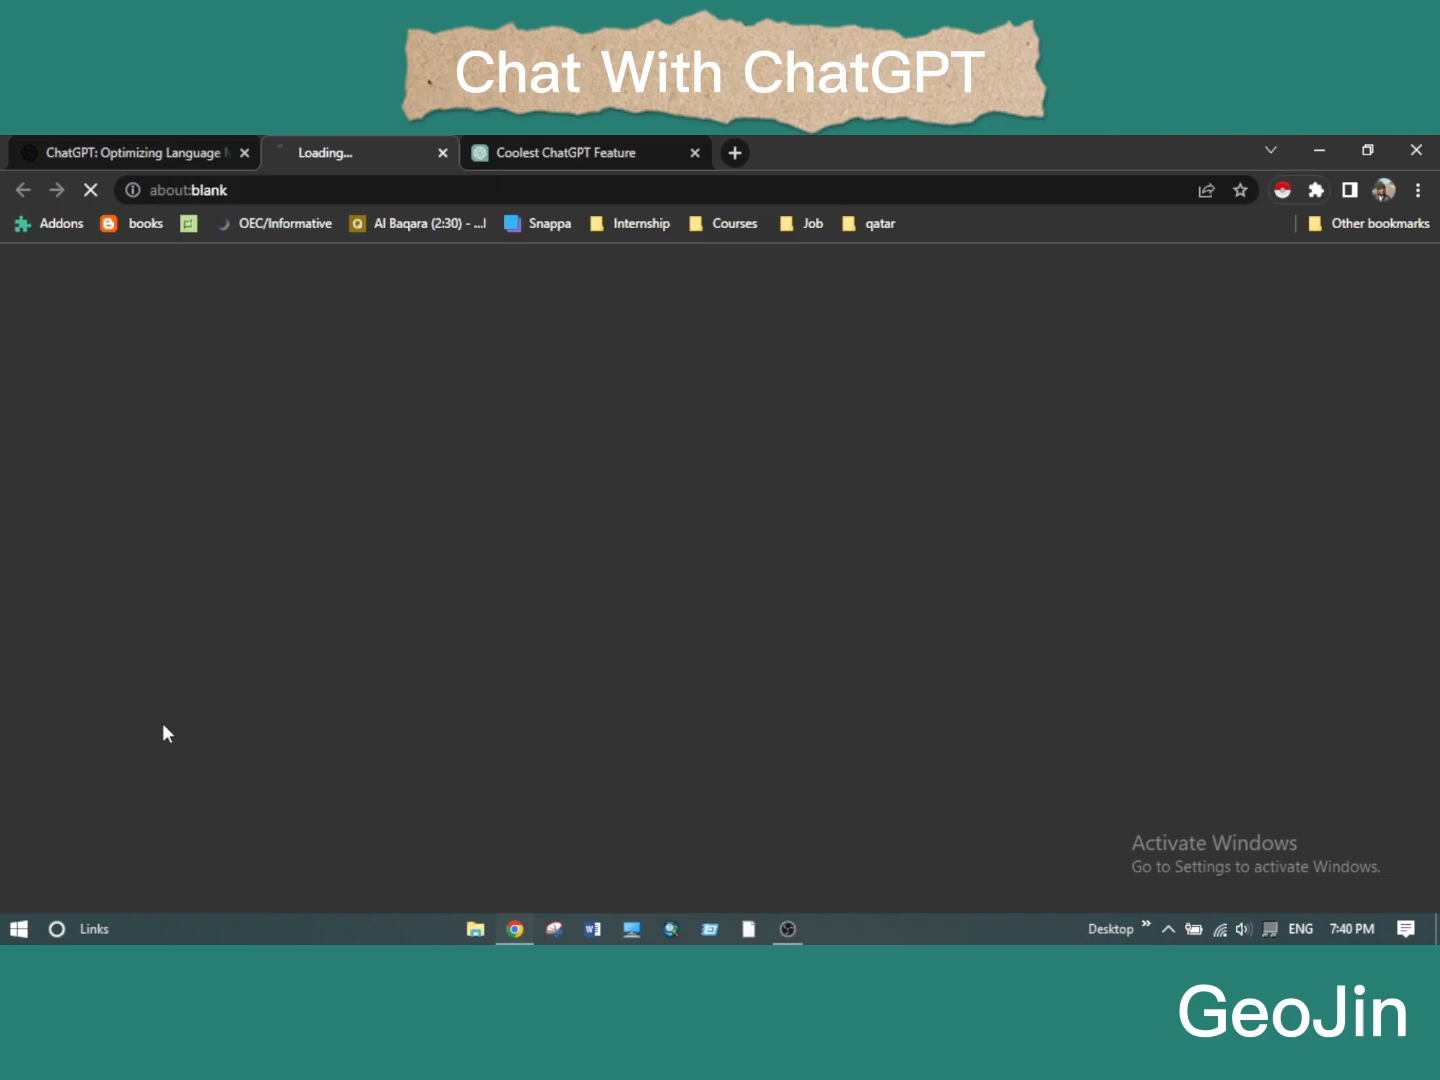 Chat With ChatGPT
ChatGPT: Optimizing Language
Loading...
Coolest ChatGPT Feature
about:blank
Addons
books
OEC/Informative
Al Baqara (2:30) - ...l
Snappa
Internship
Courses
Job
qatar
Other bookmarks
Activate Windows
Go to Settings to activate Windows.
Links
Desktop
ENG
7:40 PM
GeoJin